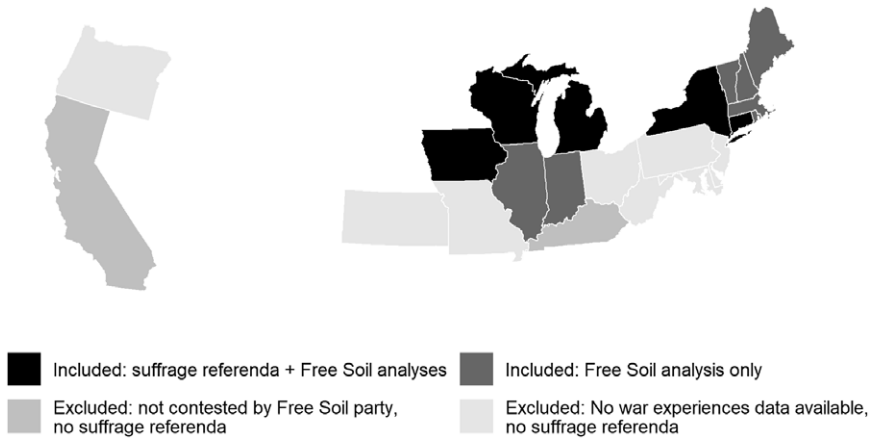 Included: suffrage referenda + Free Soil analyses
Included: Free Soil analysis only
Excluded: not contested by Free Soil party,
no suffrage referenda
Excluded: No war experiences data available,
no suffrage referenda